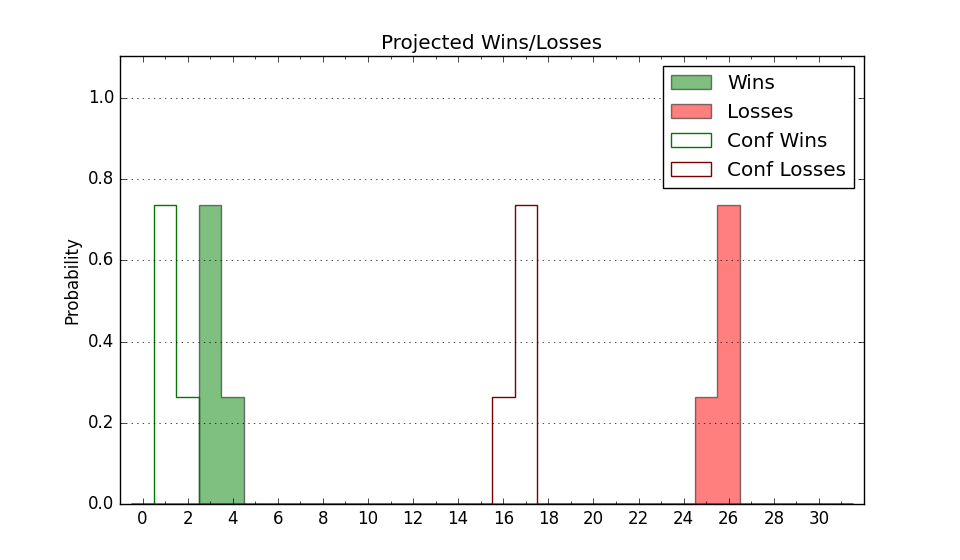 Projected Wins/Losses
Wins
Losses
Conf Wins
Conf Losses
Probability
1.0
0.8
0.6
0.4
0.2
0.0
0 2 4 6 8 10 12 14 16 18 20 22 24 26 28 30